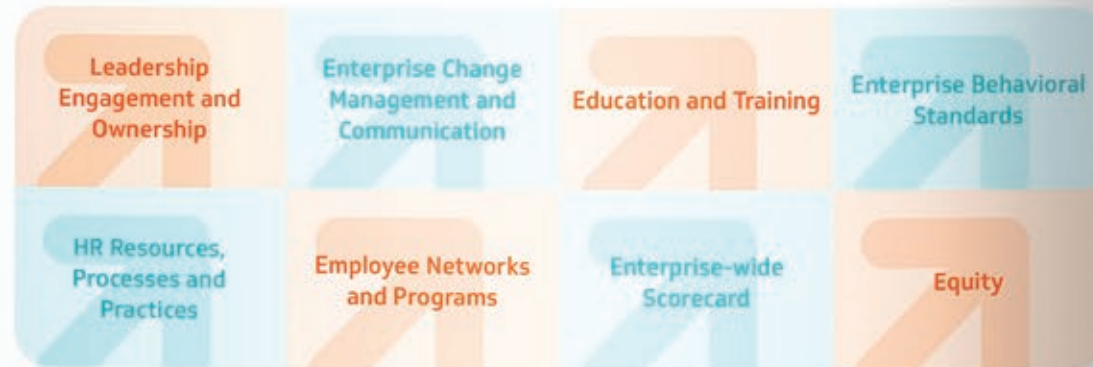 Leadership
Engagement and
Ownership
Enterprise Change
Management and
Communication
Education and Training
Enterprise Behavioral
Standards
HR Resources,
Processes and
Practices
Employee Networks
and Programs
Enterprise-wide
Scorecard
Equity